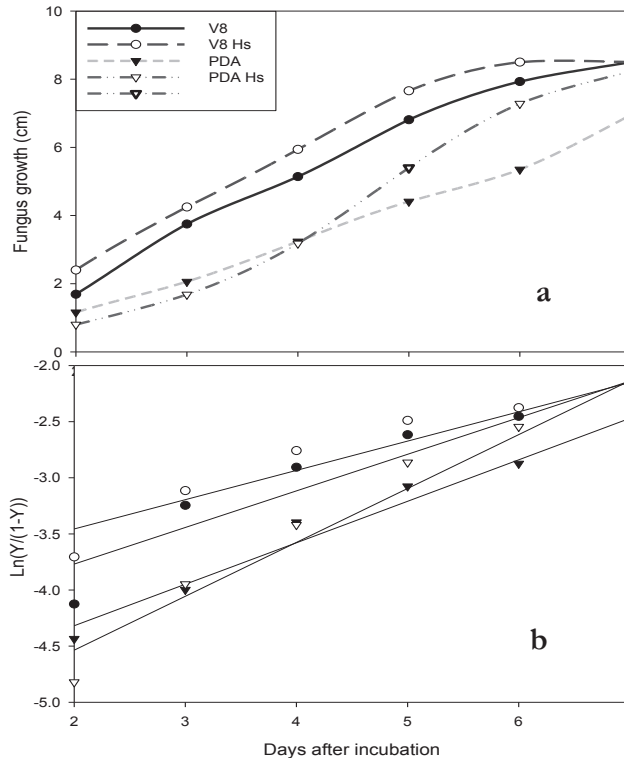 10
8
6
4
2
0
Fungus growth (cm)
V8
V8 Hs
PDA
PDA Hs
a
-2.0
-2.5
-3.0
-3.5
-4.0
-4.5
-5.0
Ln(Y/(1-Y))
b
2 3 4 5 6
Days after incubation